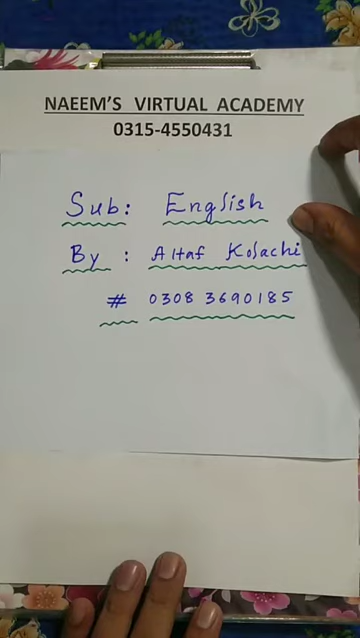 NAEEM'S VIRTUAL ACADEMY
0315-4550431
Sub: English
By : Altaf Kolachi
# 0308 3690185